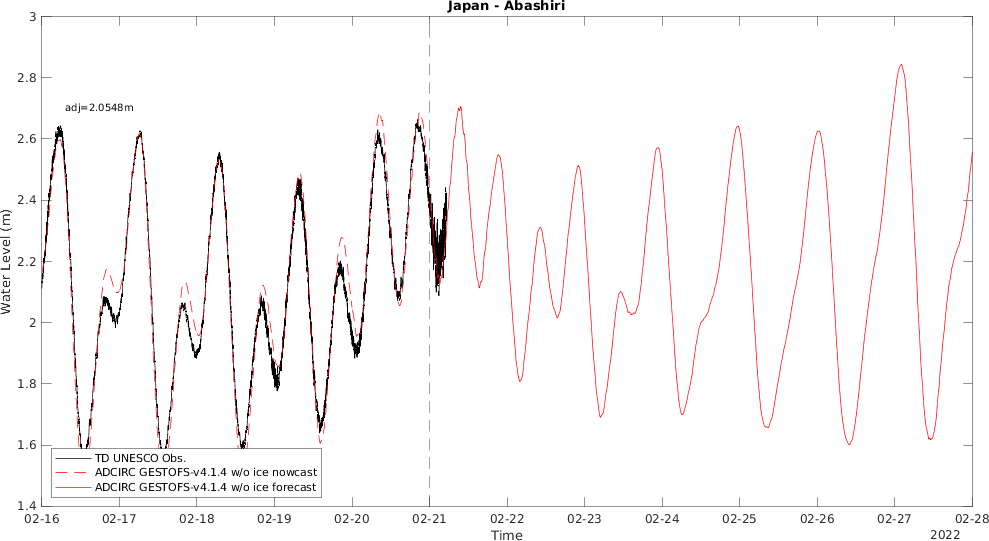 Japan - Abashiri
3
2.8
2.6
2.4
2.2
2
1.8
1.6
1.4
Water Level (m)
adj=2.0548m
TD UNESCO Obs.
ADCIRC GESTOFS-v4.1.4 w/o ice nowcast
ADCIRC GESTOFS-v4.1.4 w/o ice forecast
02-16 02-17 02-18 02-19 02-20 02-21 02-22 02-23 02-24 02-25 02-26 02-27 02-28
Time
2022